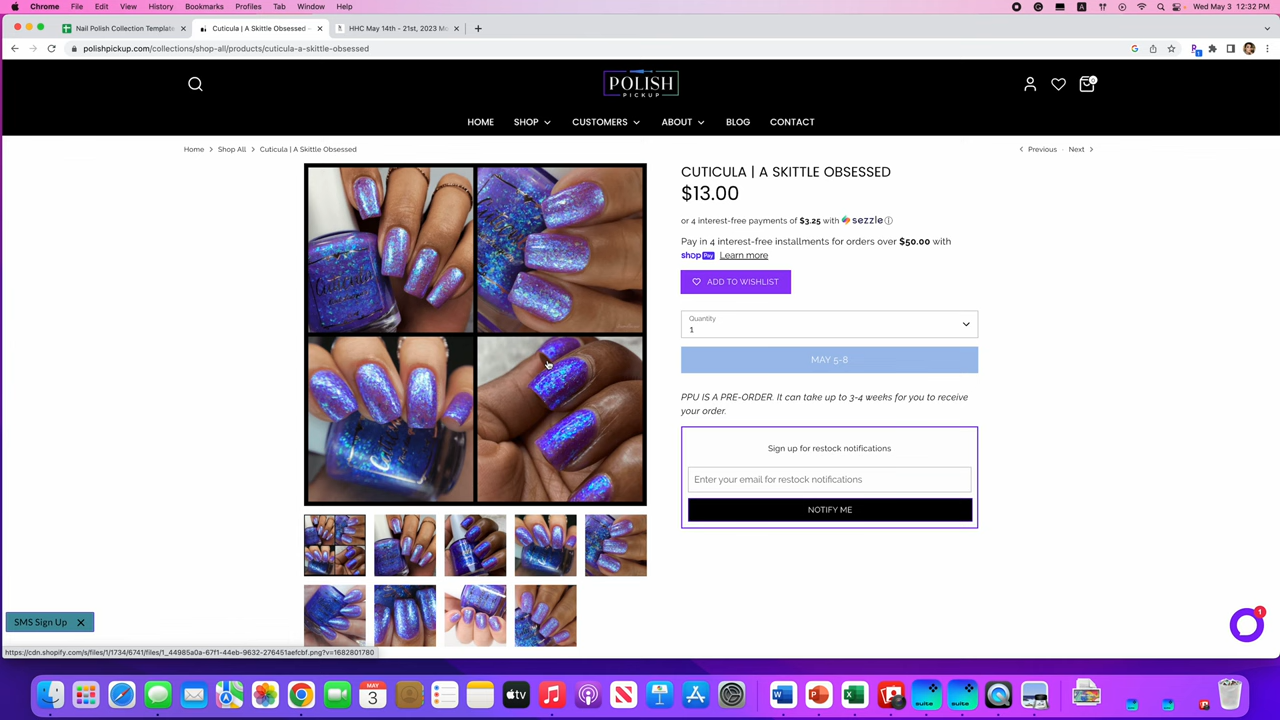 Chrome File Edit View History Bookmarks Profiles Tab Window Help Wed May 3 12:32 PM
Nail Polish Collection Template Cuticula | A Skittle Obsessed - HHC May 14th - 21st, 2023 M
polishpickup.com/collections/shop-all/products/cuticula-a-skittle-obsessed
POLISH
PICKUP
0
HOME SHOP CUSTOMERS ABOUT BLOG CONTACT
Home Shop All Cuticula | A Skittle Obsessed
Previous Next
CUTICULA | A SKITTLE OBSESSED
$13.00
or 4 interest-free payments of $3.25 with sezzle
Pay in 4 interest-free installments for orders over $50.00 with
shop Pay Learn more
ADD TO WISHLIST
Quantity
1
MAY 5-8
PPU IS A PRE-ORDER. It can take up to 3-4 weeks for you to receive
your order.
Sign up for restock notifications
Enter your email for restock notifications
NOTIFY ME
Cuticula
SMS Sign Up
1
https://cdn.shopify.com/s/files/1/1734/6741/files/1_44985a0a-67f1-44eb-9632-276451aefcbf.png?v=1682801780
MAY
3